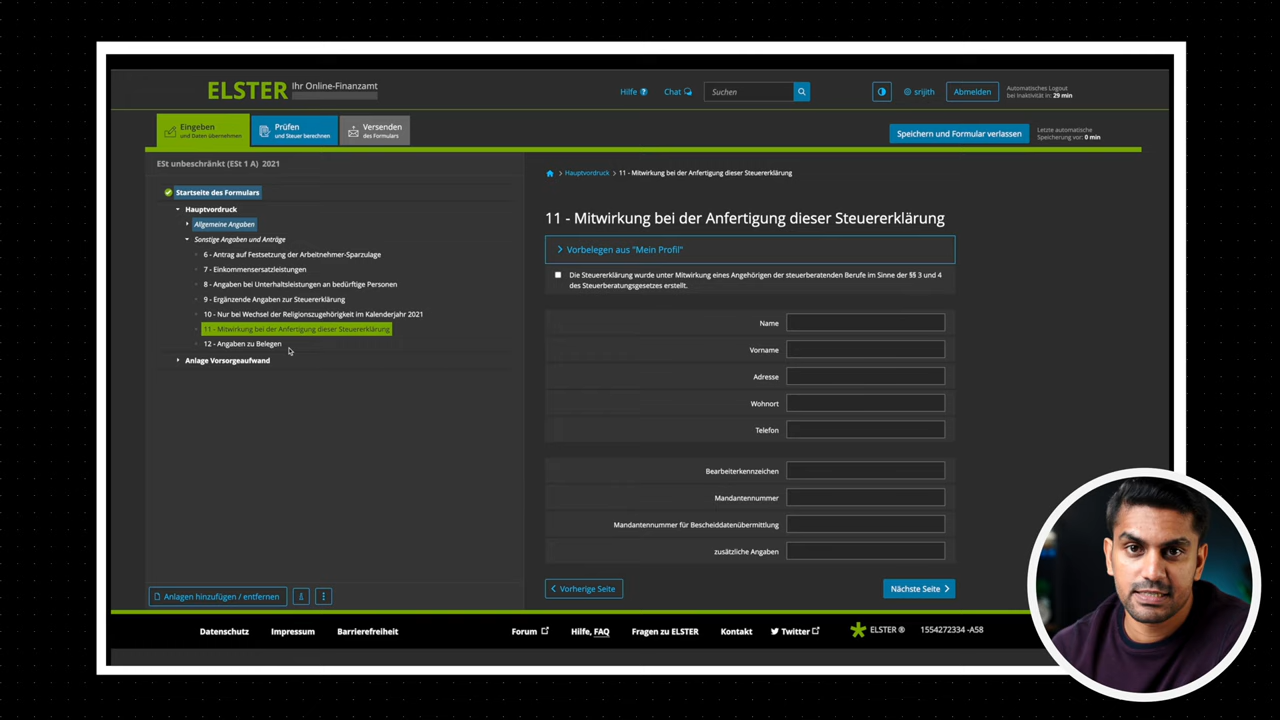 ELSTER Ihr Online-Finanzamt
Hilfe ? Chat Suchen srijith Abmelden
Automatisches Logout
bei Inaktivität in: 29 min
Eingeben
und Daten übernehmen
Prüfen
und Steuer berechnen
Versenden
des Formulars
Speichern und Formular verlassen
Letzte automatische
Speicherung vor: 0 min
ESt unbeschränkt (ESt 1 A) 2021
Startseite des Formulars
Hauptvordruck
Allgemeine Angaben
Sonstige Angaben und Anträge
6 - Antrag auf Festsetzung der Arbeitnehmer-Sparzulage
7 - Einkommensersatzleistungen
8 - Angaben bei Unterhaltsleistungen an bedürftige Personen
9 - Ergänzende Angaben zur Steuererklärung
10 - Nur bei Wechsel der Religionszugehörigkeit im Kalenderjahr 2021
11 - Mitwirkung bei der Anfertigung dieser Steuererklärung
12 - Angaben zu Belegen
Anlage Vorsorgeaufwand
Anlagen hinzufügen / entfernen
Hauptvordruck 11 - Mitwirkung bei der Anfertigung dieser Steuererklärung
11 - Mitwirkung bei der Anfertigung dieser Steuererklärung
Vorbelegen aus "Mein Profil"
Die Steuererklärung wurde unter Mitwirkung eines Angehörigen der steuerberatenden Berufe im Sinne der §§ 3 und 4
des Steuerberatungsgesetzes erstellt.
Name
Vorname
Adresse
Wohnort
Telefon
Bearbeiterkennzeichen
Mandantennummer
Mandantennummer für Bescheiddatenübermittlung
zusätzliche Angaben
Vorherige Seite
Nächste Seite
Datenschutz Impressum Barrierefreiheit Forum Hilfe, FAQ Fragen zu ELSTER Kontakt Twitter ELSTER ® 1554272334 -A58